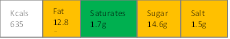 Kcals
635
Fat
12.8
Saturates
1.7g
Sugar
14.6g
Salt
1.5g